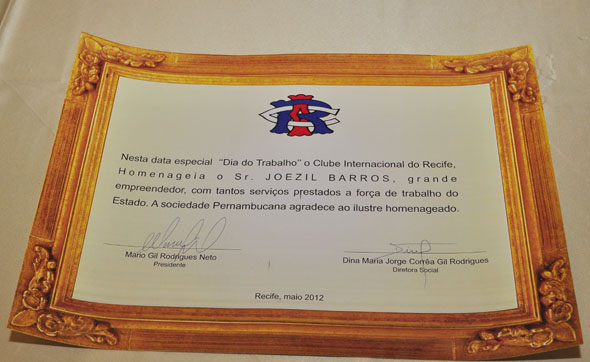 Nesta data especial "Dia do Trabalho" o Clube Internacional do Recife,
Homenageia o Sr. JOEZIL BARROS, grande
empreendedor, com tantos serviços prestados a força de trabalho do
Estado. A sociedade Pernambucana agradece ao ilustre homenageado.
Mario Gil Rodrigues Neto
Presidente
Dina Maria Jorge Corrêa Gil Rodrigues
Diretora Social
Recife, maio 2012